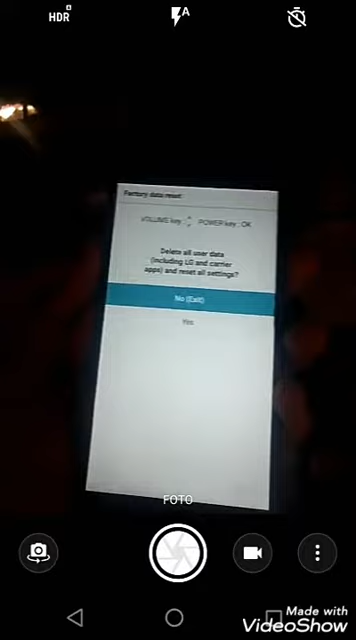 HDR
A
Factory data reset
VOLUME key : POWER key : OK
Delete all user data
(including LG and carrier
apps) and reset all settings?
No (Exit)
Yes
FOTO
Made with
VideoShow